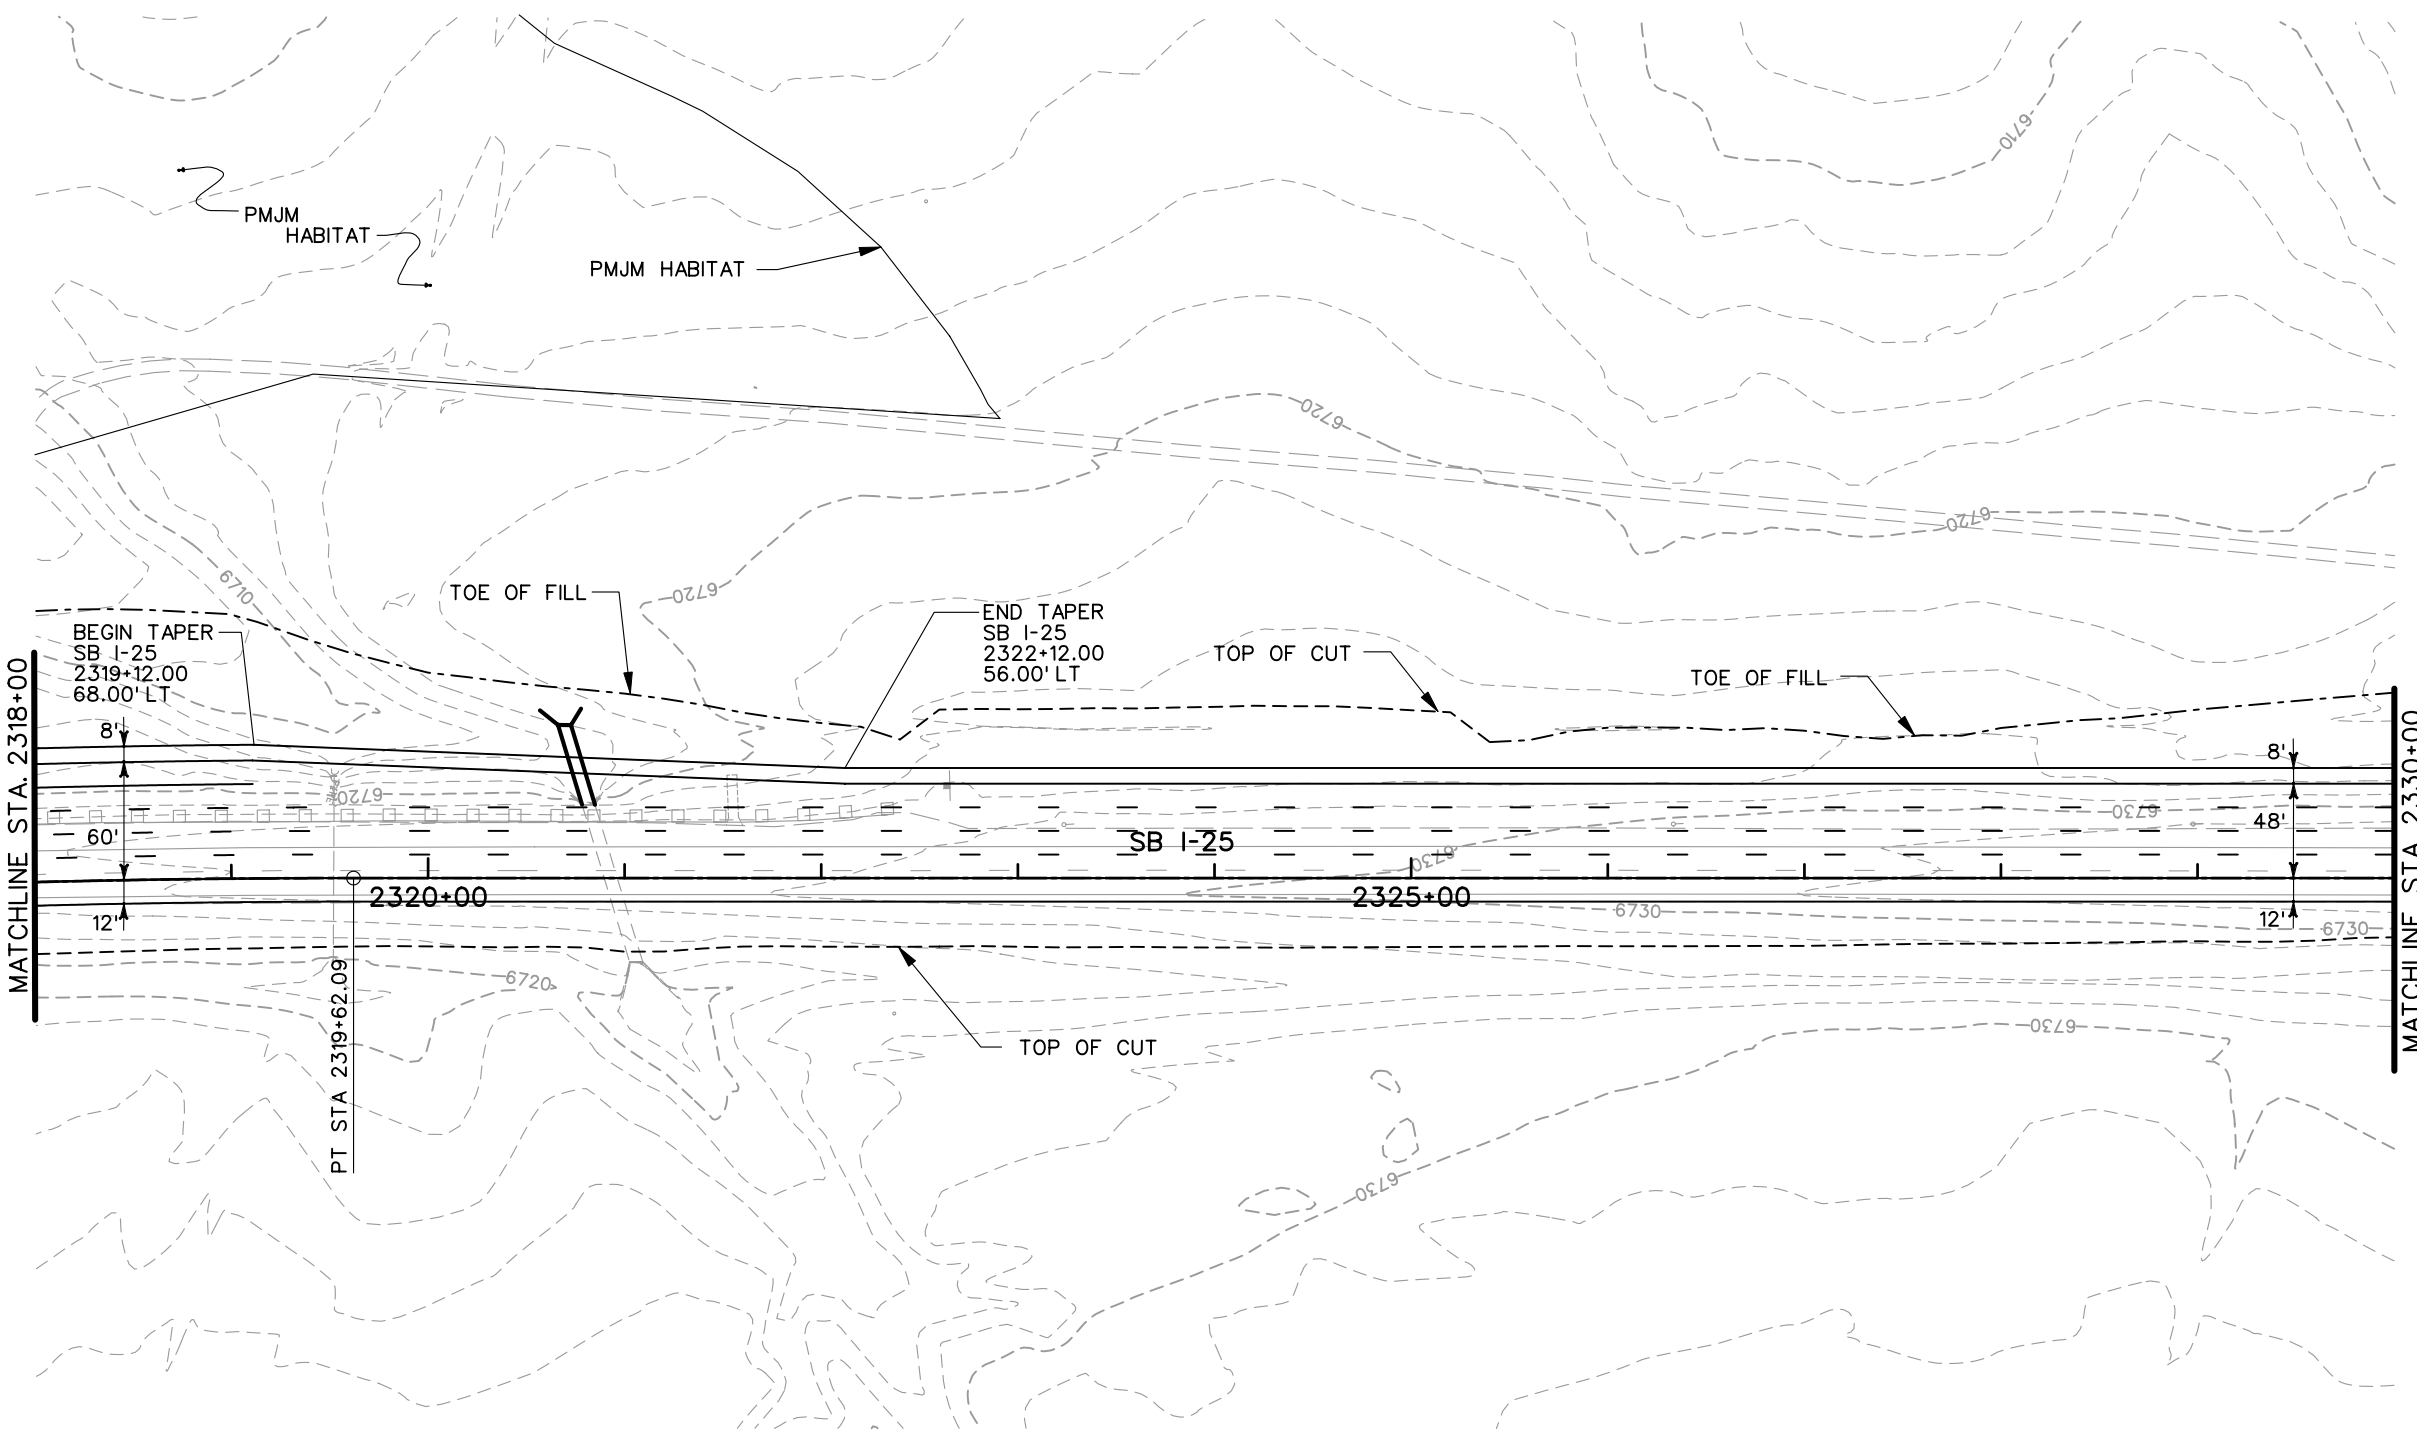 6710
PMJM
HABITAT
PMJM HABITAT
6720
6720
6710
TOE OF FILL
6720
END TAPER
SB I-25
2322+12.00
56.00' LT
BEGIN TAPER
SB I-25
2319+12.00
68.00' LT
TOP OF CUT
TOE OF FILL
MATCHLINE STA. 2318+00
MATCHLINE STA 2330+00
8'
8'
6720
60'
SB I-25
6730
48'
6730
2320+00
2325+00
12'
6730
12'
6730
6720
PT STA 2319+62.09
TOP OF CUT
6730
6730